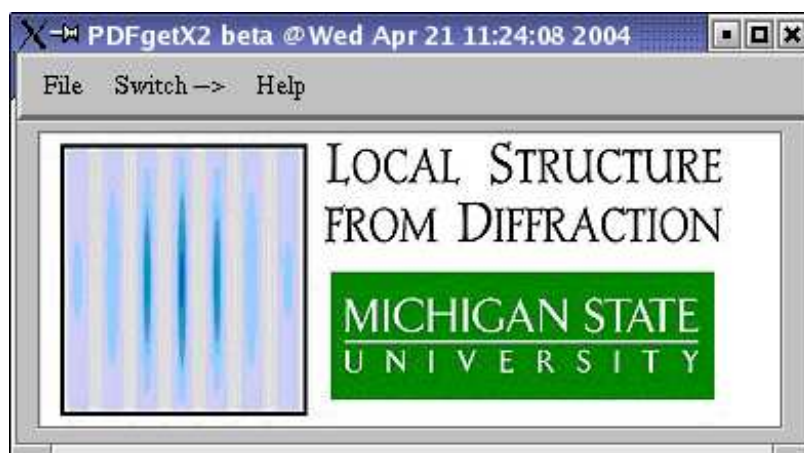 PDFgetX2 beta @Wed Apr 21 11:24:08 2004
File Switch —> Help
LOCAL STRUCTURE
FROM DIFFRACTION
MICHIGAN STATE
UNIVERSITY